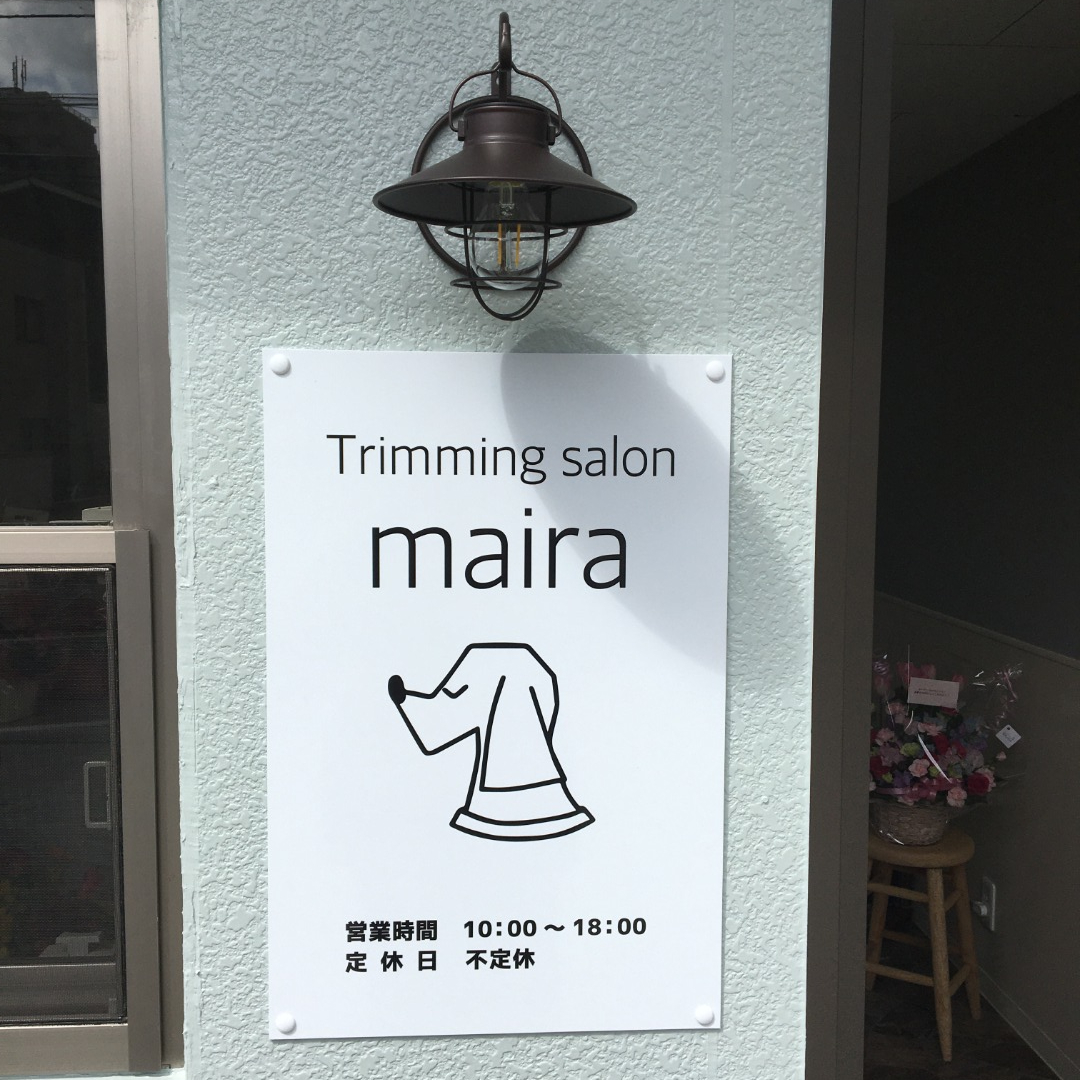 Trimming salon
maira
営業時間 10:00～18:00
定休日 不定休